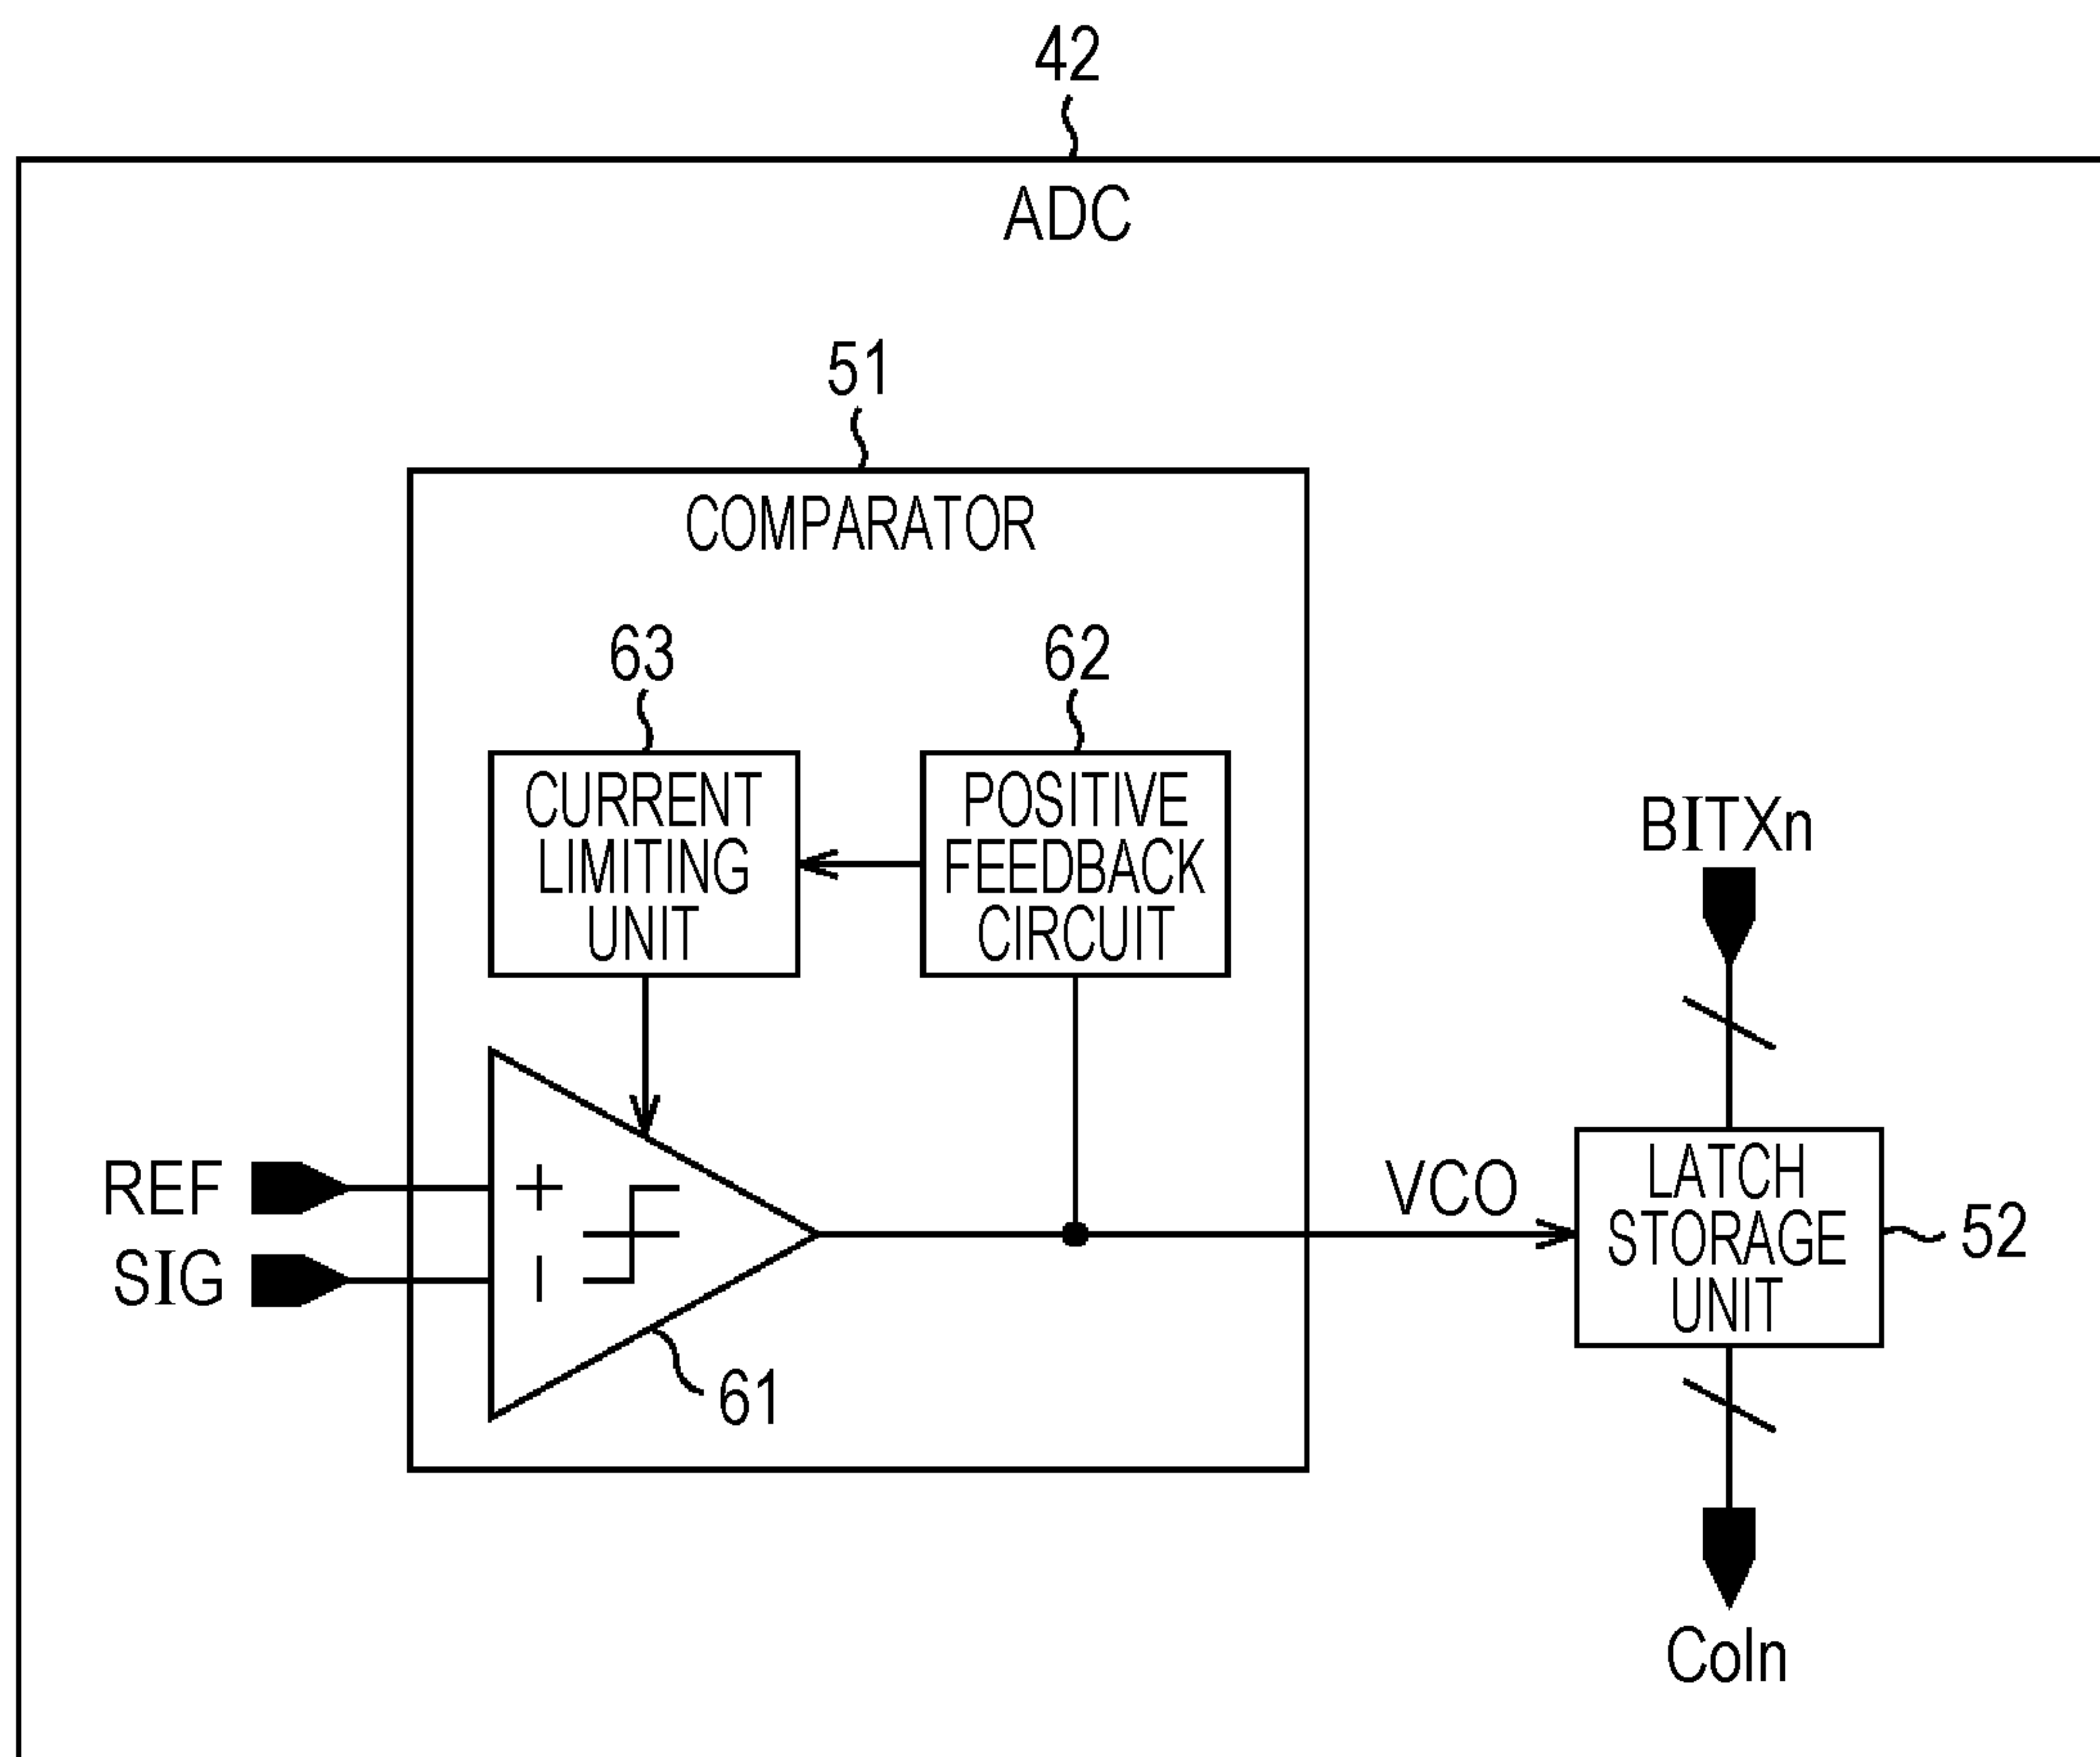 42
ADC
51
COMPARATOR
63
62
CURRENT
LIMITING
UNIT
POSITIVE
FEEDBACK
CIRCUIT
BITXn
REF
SIG
+
−
61
VCO
LATCH
STORAGE
UNIT
52
Coln